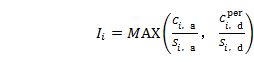 I_i = MAX(C_{i, a}/S_{i, a}, C_{i, d}^{per}/S_{i, d})